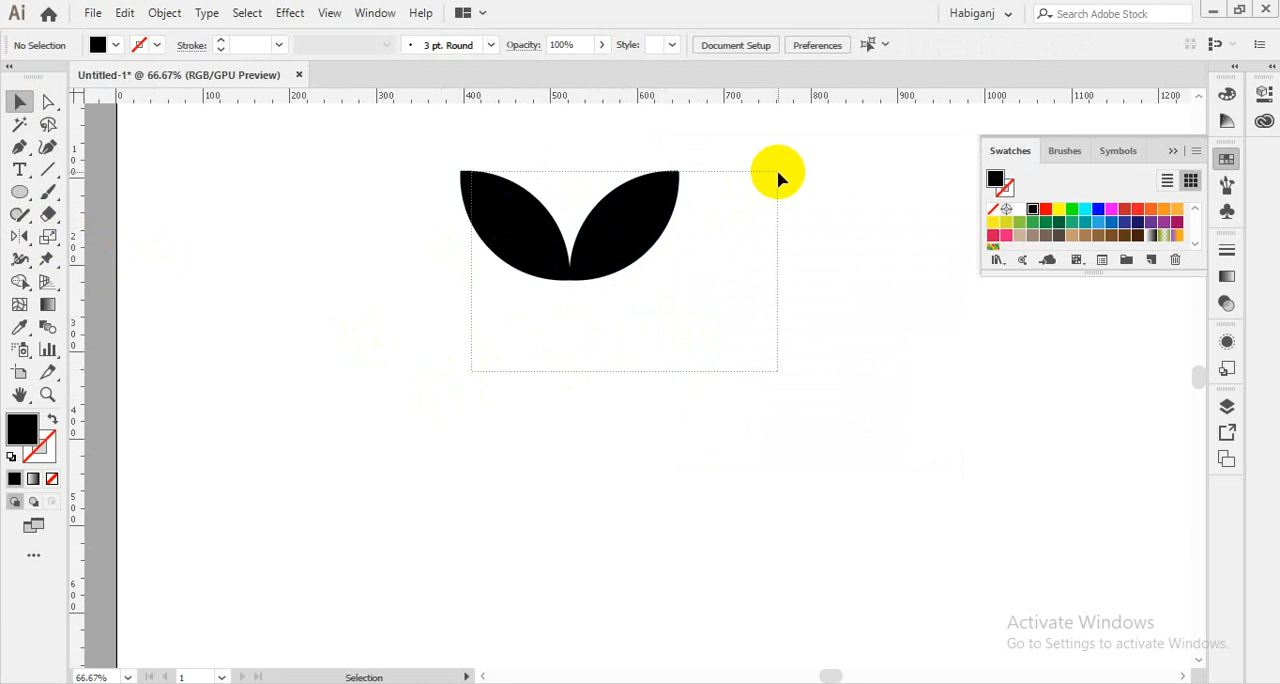 Ai File Edit Object Type Select Effect View Window Help Habiganj Search Adobe Stock
No Selection Stroke: 3 pt. Round Opacity: 100% Style: Document Setup Preferences
Untitled-1* @ 66.67% (RGB/GPU Preview)
0 100 200 300 400 500 600 700 800 900 1000 1100 1200
Swatches Brushes Symbols
Activate Windows
Go to Settings to activate Windows.
66.67% 1 Selection